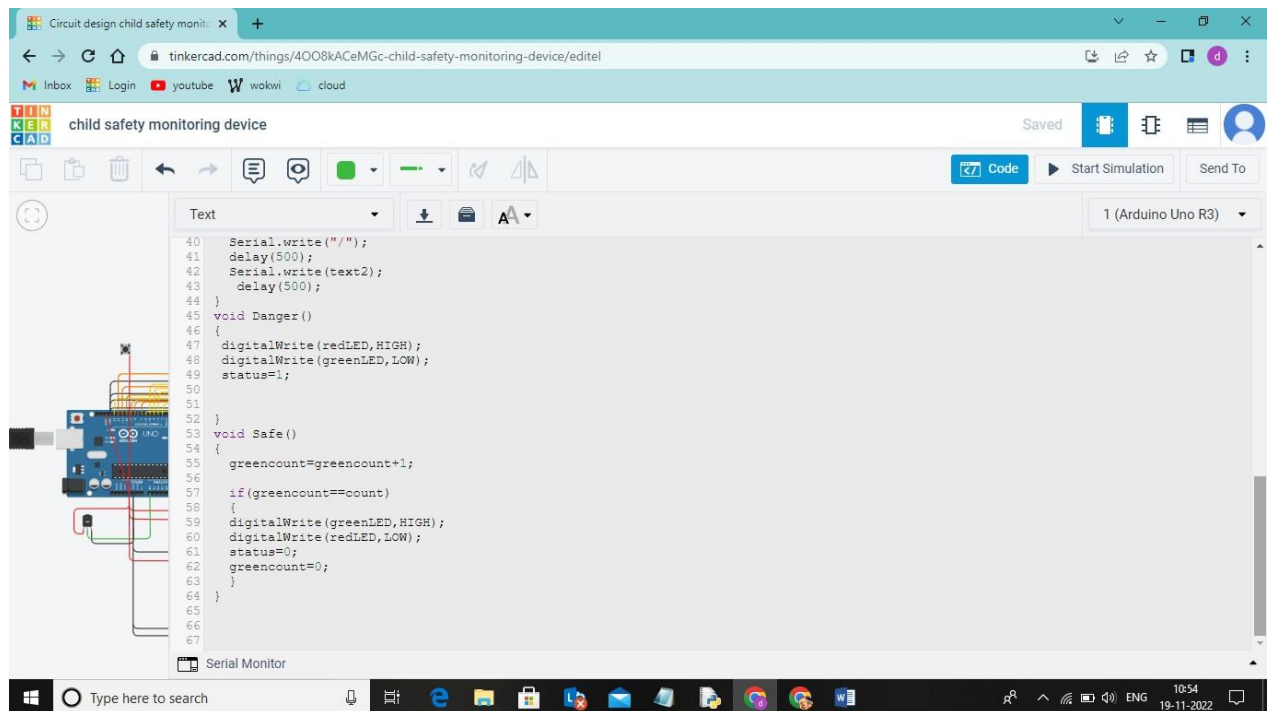 Circuit design child safety monito
tinkercad.com/things/4OO8kACeMGc-child-safety-monitoring-device/editel
Inbox Login youtube wokwi cloud
TIN
KER
CAD
child safety monitoring device
Saved
Code
Start Simulation
Send To
Text
1 (Arduino Uno R3)
40 Serial.write("/");
41 delay(500);
42 Serial.write(text2);
43 delay(500);
44 }
45 void Danger()
46 {
47 digitalWrite(redLED,HIGH);
48 digitalWrite(greenLED,LOW);
49 status=1;
50
51
52 }
53 void Safe()
54 {
55 greencount=greencount+1;
56
57 if(greencount==count)
58 {
59 digitalWrite(greenLED,HIGH);
60 digitalWrite(redLED,LOW);
61 status=0;
62 greencount=0;
63 }
64 }
65
66
67
UNO
Serial Monitor
Type here to search
ENG
10:54
19-11-2022